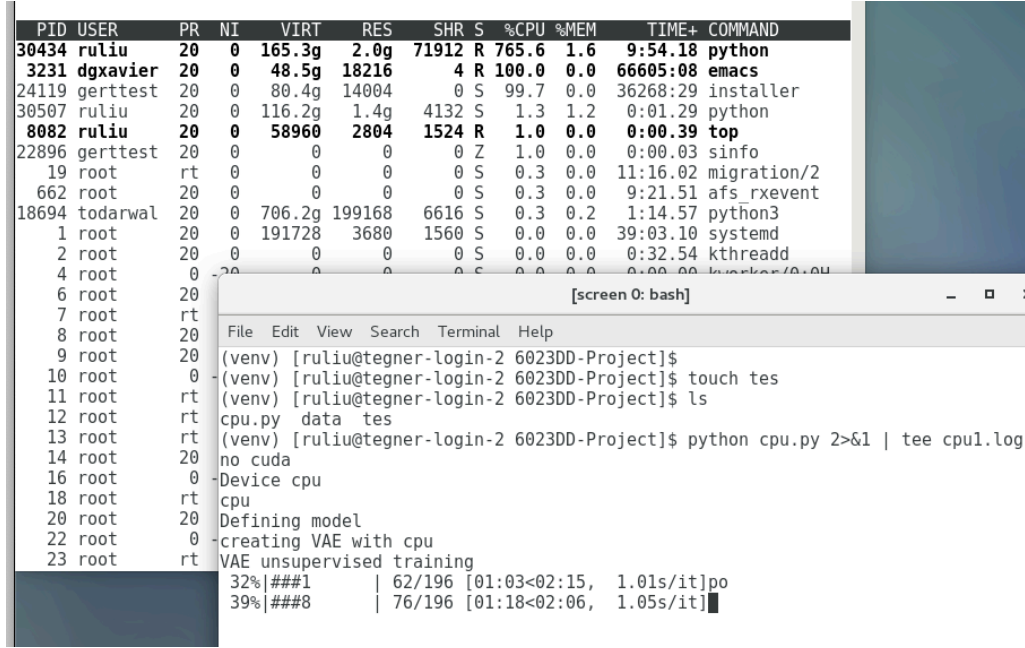 PID USER PR NI VIRT RES SHR S %CPU %MEM TIME+ COMMAND
30434 ruliu 20 0 165.3g 2.0g 71912 R 765.6 1.6 9:54.18 python
3231 dgxavier 20 0 48.5g 18216 4 R 100.0 0.0 66605:08 emacs
24119 gerttest 20 0 80.4g 14004 0 S 99.7 0.0 36268:29 installer
30507 ruliu 20 0 116.2g 1.4g 4132 S 1.3 1.2 0:01.29 python
8082 ruliu 20 0 58960 2804 1524 R 1.0 0.0 0:00.39 top
22896 gerttest 20 0 0 0 0 Z 1.0 0.0 0:00.03 sinfo
19 root rt 0 0 0 0 S 0.3 0.0 11:16.02 migration/2
662 root 20 0 0 0 0 S 0.3 0.0 9:21.51 afs_rxevent
18694 todarwal 20 0 706.2g 199168 6616 S 0.3 0.2 1:14.57 python3
1 root 20 0 191728 3680 1560 S 0.0 0.0 39:03.10 systemd
2 root 20 0 0 0 0 S 0.0 0.0 0:32.54 kthreadd
4 root 0 -20 0 0 0 S 0.0 0.0 0:00.00 kworker/0:0H
6 root 20
7 root rt
8 root 20
9 root 20
10 root 0 -
11 root rt
12 root rt
13 root rt
14 root 20
16 root 0 -
18 root rt
20 root 20
22 root 0 -
23 root rt
[screen 0: bash]
File Edit View Search Terminal Help
(venv) [ruliu@tegner-login-2 6023DD-Project]$
(venv) [ruliu@tegner-login-2 6023DD-Project]$ touch tes
(venv) [ruliu@tegner-login-2 6023DD-Project]$ ls
cpu.py data tes
(venv) [ruliu@tegner-login-2 6023DD-Project]$ python cpu.py 2>&1 | tee cpu1.log
no cuda
Device cpu
cpu
Defining model
creating VAE with cpu
VAE unsupervised training
32%|###1 | 62/196 [01:03<02:15, 1.01s/it]po
39%|###8 | 76/196 [01:18<02:06, 1.05s/it]